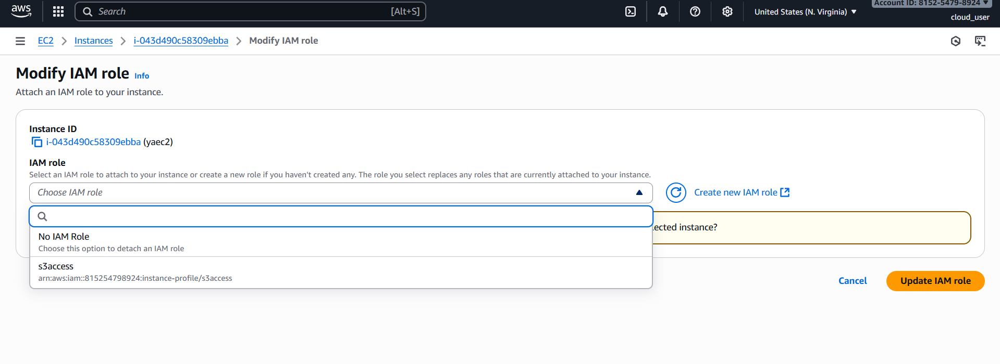 aws
Search [Alt+S]
United States (N. Virginia)
Account ID: 8152-5479-8924
cloud_user
EC2 > Instances > i-043d490c58309ebba > Modify IAM role
Modify IAM role Info
Attach an IAM role to your instance.
Instance ID
i-043d490c58309ebba (yaec2)
IAM role
Select an IAM role to attach to your instance or create a new role if you haven't created any. The role you select replaces any roles that are currently attached to your instance.
Choose IAM role
Create new IAM role
lected instance?
No IAM Role
Choose this option to detach an IAM role
s3access
arn:aws:iam::815254798924:instance-profile/s3access
Cancel
Update IAM role